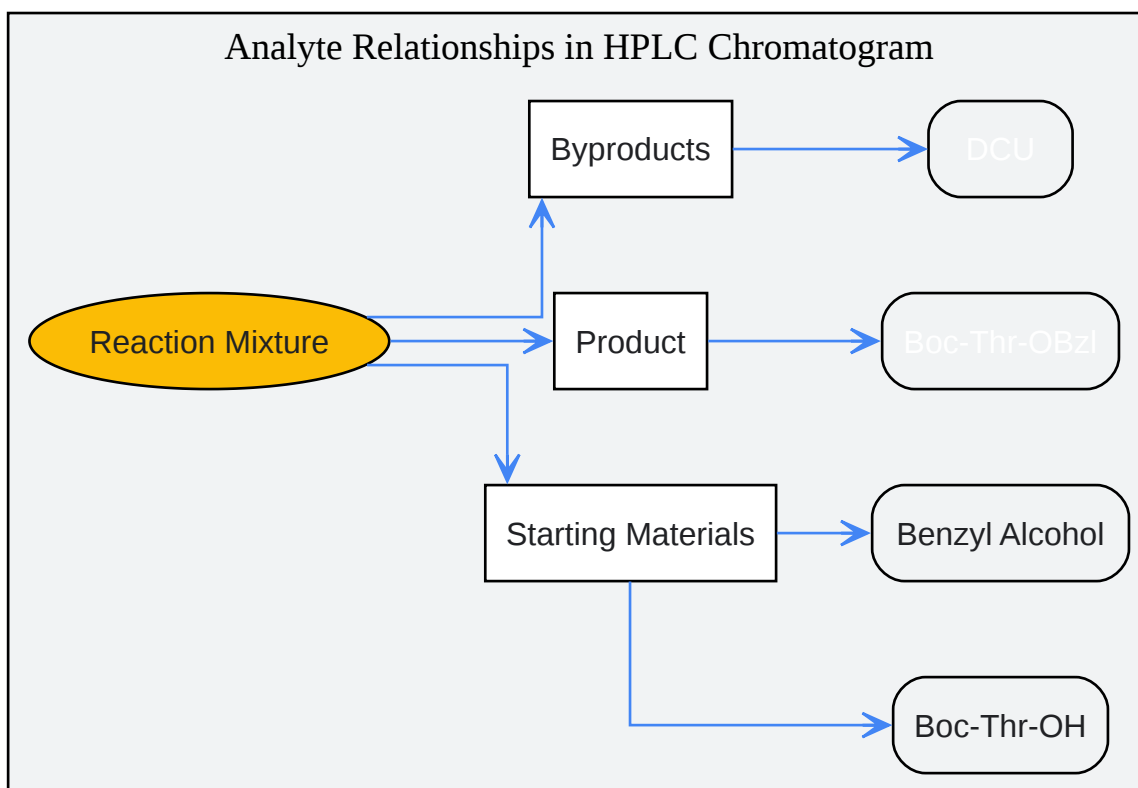 Analyte Relationships in HPLC Chromatogram
Byproducts
DCU
Reaction Mixture
Product
Boc-Thr-OBzl
Starting Materials
Benzyl Alcohol
Boc-Thr-OH